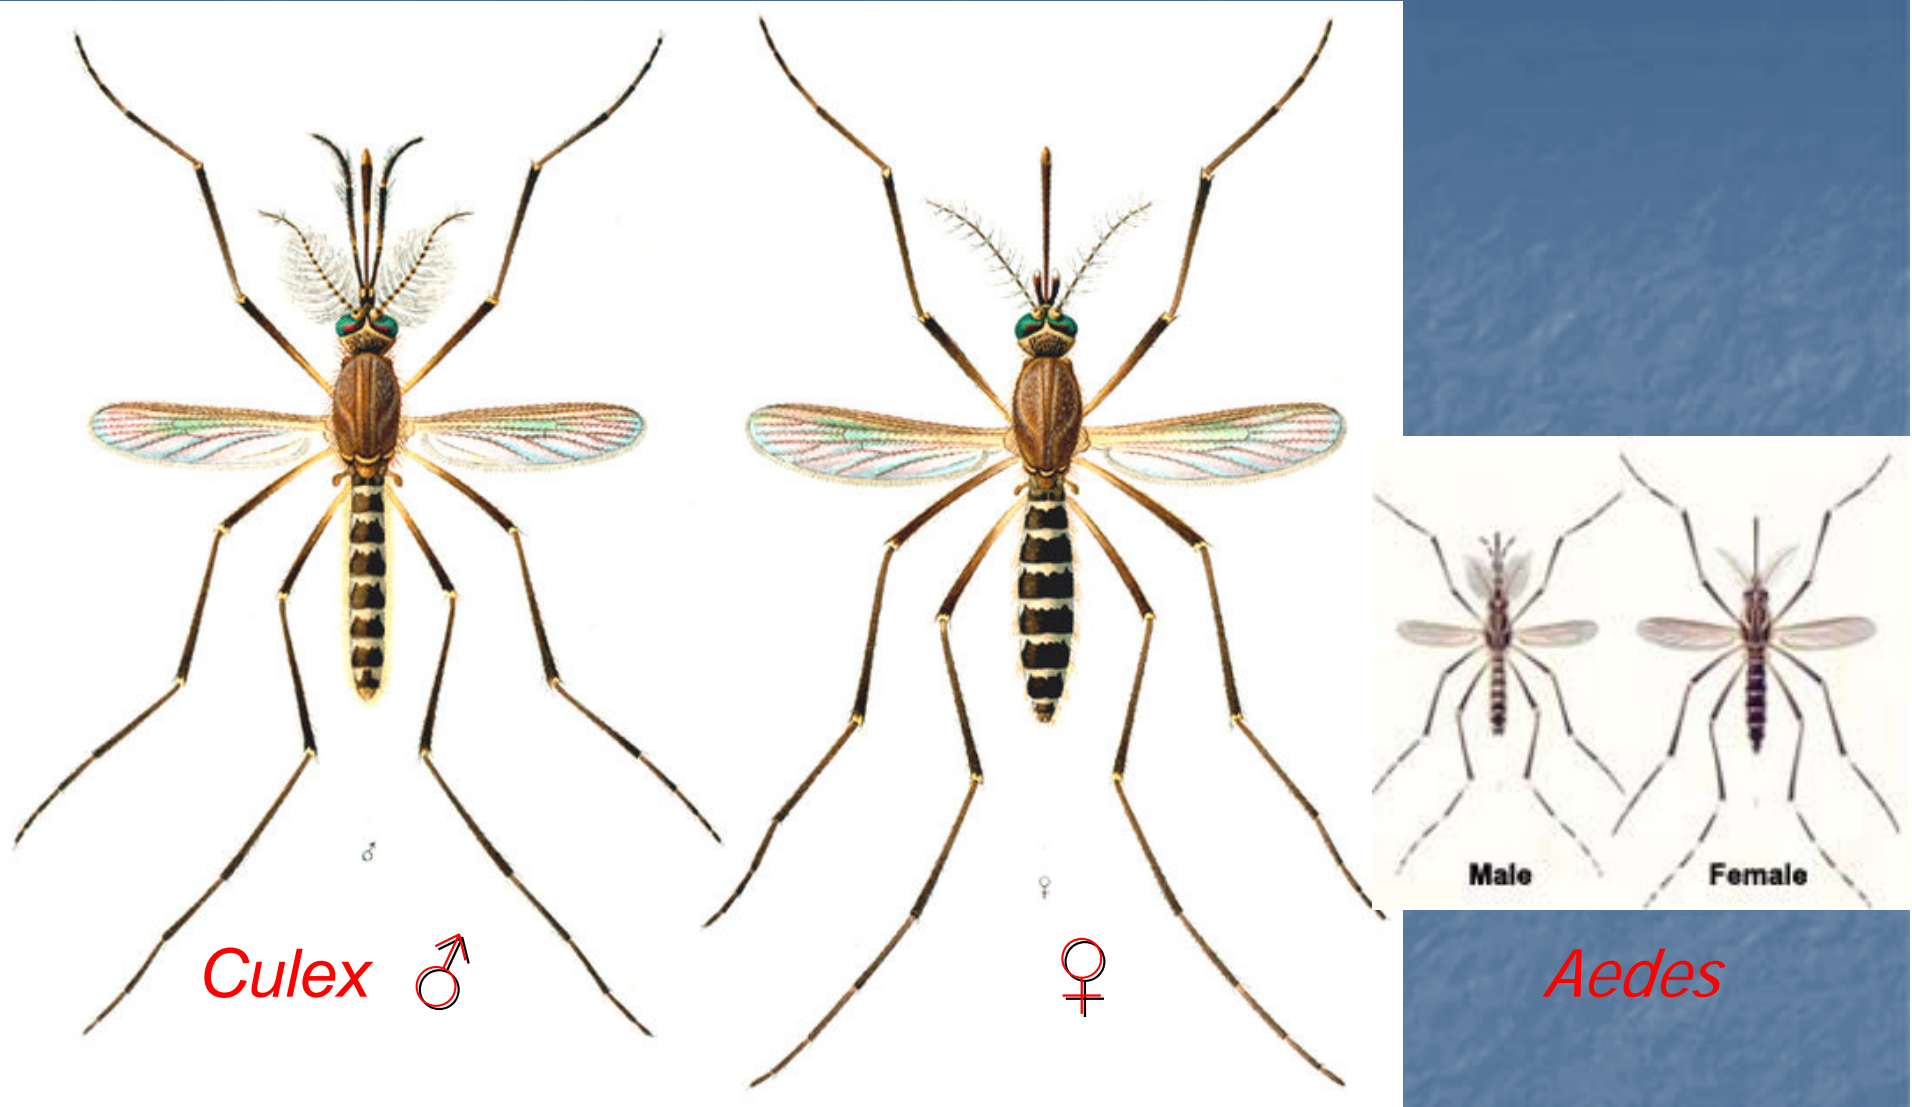 ♂
♀
Male Female
Culex ♂
♀
Aedes